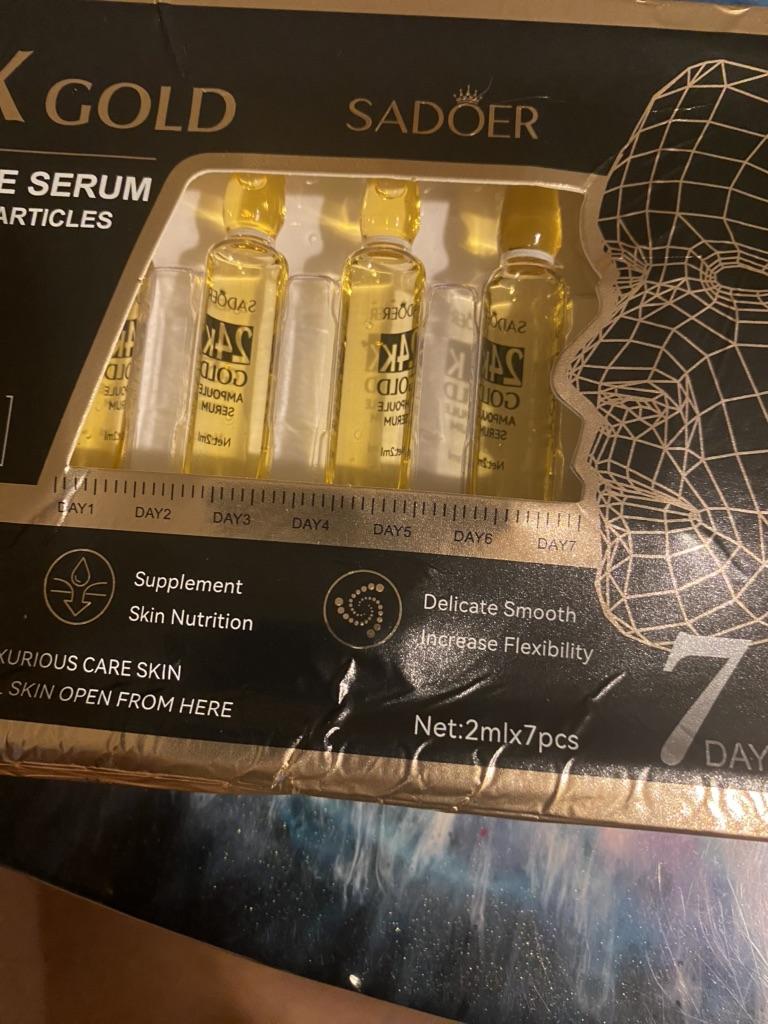 K GOLD
SADOER
E SERUM
ARTICLES
SADOER
24K
GOLD
AMPOULE
SERUM
Net:2ml
SADOER
24K
GOLD
AMPOULE
SERUM
SADO
24K
GOLD
AMPOULE
SERUM
Net:2m
DAY1 DAY2 DAY3 DAY4 DAY5 DAY6 DAY7
Supplement
Skin Nutrition
Delicate Smooth
Increase Flexibility
XURIOUS CARE SKIN
SKIN OPEN FROM HERE
Net:2mlx7pcs
7 DAY